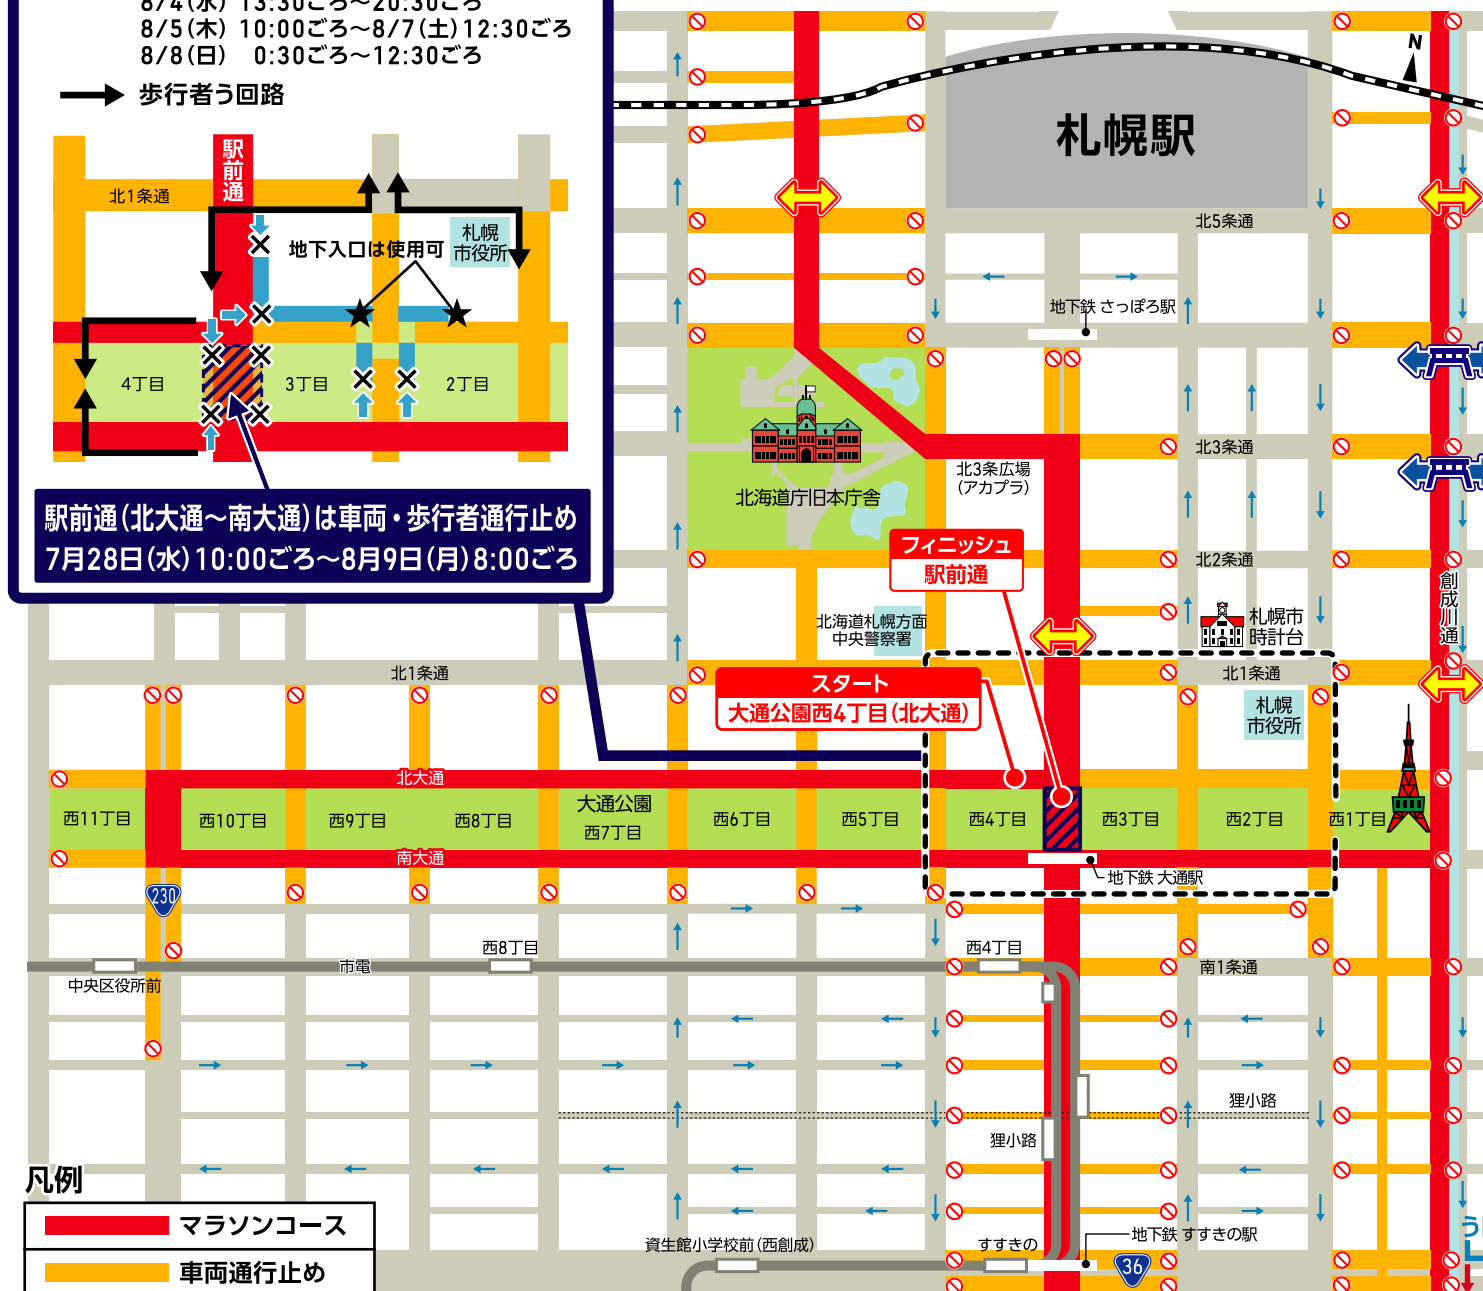 8/4(水) 13:30ごろ～20:30ごろ
8/5(木) 10:00ごろ～8/7(土)12:30ごろ
8/8(日) 0:30ごろ～12:30ごろ
歩行者う回路
駅前通
北1条通
地下入口は使用可
札幌
市役所
4丁目
3丁目
2丁目
駅前通(北大通～南大通)は車両・歩行者通行止め
7月28日(水)10:00ごろ～8月9日(月)8:00ごろ
N
札幌駅
北5条通
地下鉄 さっぽろ駅
北3条通
北3条広場
(アカプラ)
北海道庁旧本庁舎
フィニッシュ
駅前通
北2条通
創成川通
北海道札幌方面
中央警察署
札幌市
時計台
北1条通
北1条通
スタート
大通公園西4丁目(北大通)
札幌
市役所
北大通
西11丁目
西10丁目
西9丁目
西8丁目
大通公園
西7丁目
西6丁目
西5丁目
西4丁目
西3丁目
西2丁目
西1丁目
南大通
地下鉄 大通駅
230
西8丁目
西4丁目
市電
南1条通
中央区役所前
狸小路
狸小路
凡例
マラソンコース
車両通行止め
資生館小学校前(西創成)
すすきの
地下鉄 すすきの駅
36
う